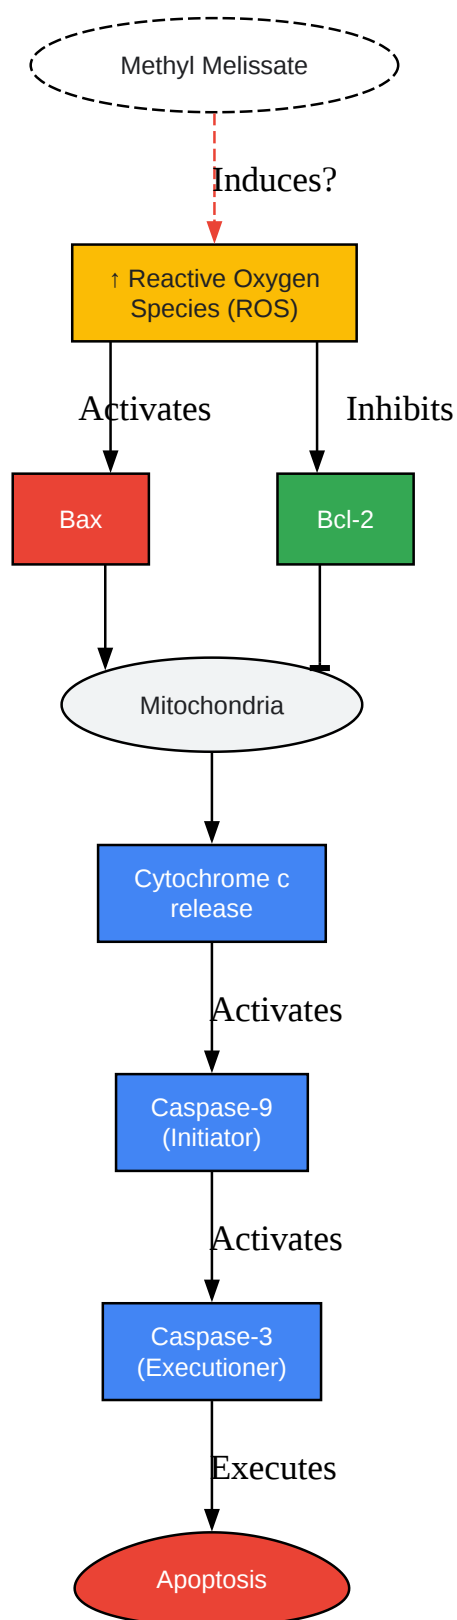 Methyl Melissate
Induces?
↑ Reactive Oxygen
Species (ROS)
Activates
Inhibits
Bax
Bcl-2
Mitochondria
Cytochrome c
release
Activates
Caspase-9
(Initiator)
Activates
Caspase-3
(Executioner)
Executes
Apoptosis